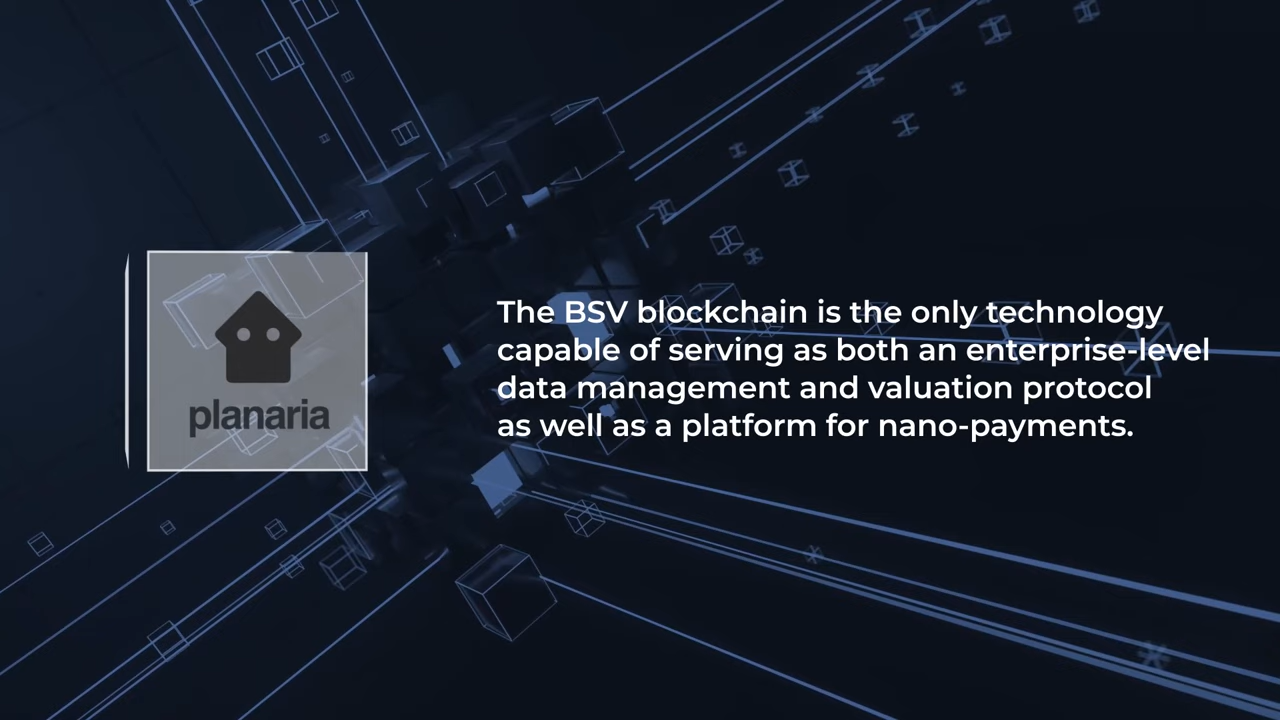 planaria
The BSV blockchain is the only technology
capable of serving as both an enterprise-level
data management and valuation protocol
as well as a platform for nano-payments.